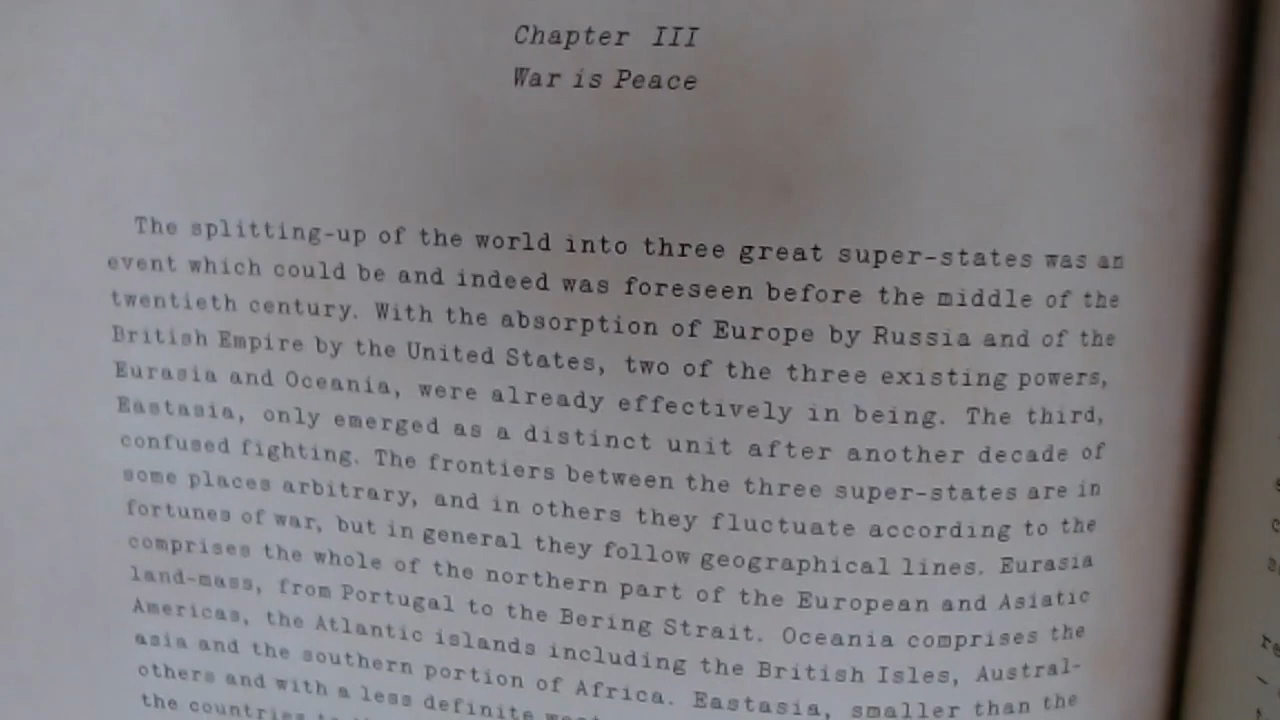 Chapter III
War is Peace
The splitting-up of the world into three great super-states was an
event which could be and indeed was foreseen before the middle of the
twentieth century. With the absorption of Europe by Russia and of the
British Empire by the United States, two of the three existing powers,
Eurasia and Oceania, were already effectively in being. The third,
Eastasia, only emerged as a distinct unit after another decade of
confused fighting. The frontiers between the three super-states are in
some places arbitrary, and in others they fluctuate according to the
fortunes of war, but in general they follow geographical lines. Eurasia
comprises the whole of the northern part of the European and Asiatic
land-mass, from Portugal to the Bering Strait. Oceania comprises the
Americas, the Atlantic islands including the British Isles, Austral-
asia and the southern portion of Africa. Eastasia, smaller than the
others and with a less definite
the countries